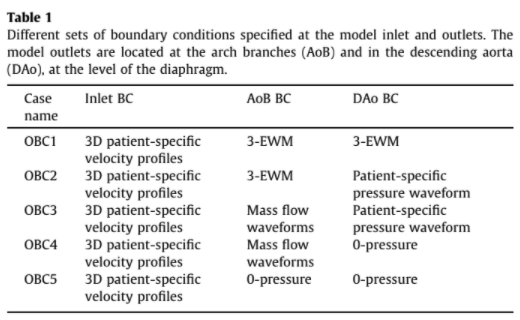 Table 1
Different sets of boundary conditions specified at the model inlet and outlets. The
model outlets are located at the arch branches (AoB) and in the descending aorta
(DAo), at the level of the diaphragm.
Case Inlet BC AoB BC DAo BC
name
OBC1 3D patient-specific 3-EWM 3-EWM
velocity profiles
OBC2 3D patient-specific 3-EWM Patient-specific
velocity profiles pressure waveform
OBC3 3D patient-specific Mass flow Patient-specific
velocity profiles waveforms pressure waveform
OBC4 3D patient-specific Mass flow 0-pressure
velocity profiles waveforms
OBC5 3D patient-specific 0-pressure 0-pressure
velocity profiles